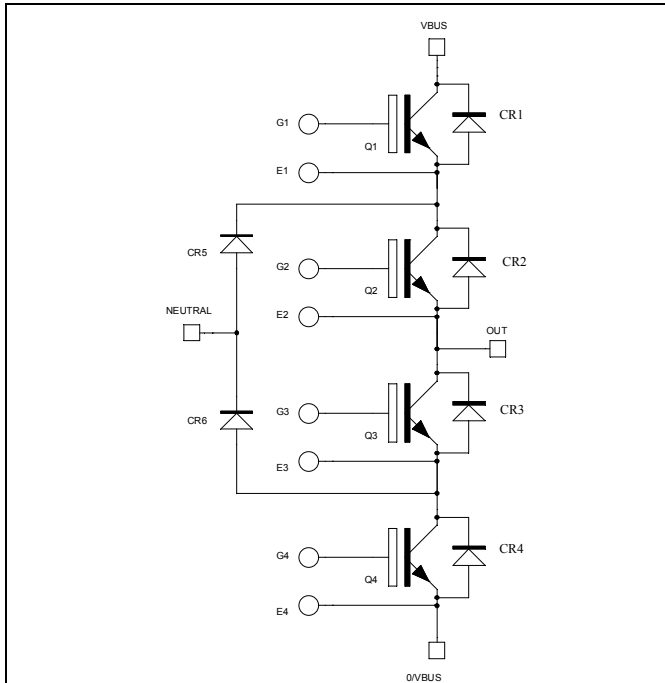 VBUS
CR1
G1
Q1
E1
CR5
G2
CR2
Q2
NEUTRAL
E2
OUT
CR6
G3
CR3
Q3
E3
G4
CR4
Q4
E4
0/VBUS